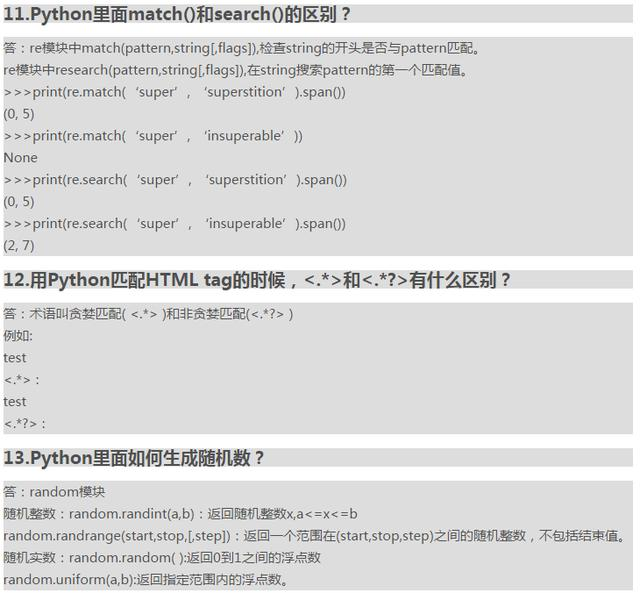 11.Python里面match()和search()的区别？
答：re模块中match(pattern,string[,flags]),检查string的开头是否与pattern匹配。
re模块中research(pattern,string[,flags]),在string搜索pattern的第一个匹配值。
>>>print(re.match(‘super’, ‘superstition’).span())
(0, 5)
>>>print(re.match(‘super’, ‘insuperable’))
None
>>>print(re.search(‘super’, ‘superstition’).span())
(0, 5)
>>>print(re.search(‘super’, ‘insuperable’).span())
(2, 7)
12.用Python匹配HTML tag的时候，<.*>和<.*?>有什么区别？
答：术语叫贪婪匹配( <.*> )和非贪婪匹配(<.*?> )
例如:
test
<.*> :
test
<.*?> :
13.Python里面如何生成随机数？
答：random模块
随机整数：random.randint(a,b)：返回随机整数x,a<=x<=b
random.randrange(start,stop,[,step])：返回一个范围在(start,stop,step)之间的随机整数，不包括结束值。
随机实数：random.random( ):返回0到1之间的浮点数
random.uniform(a,b):返回指定范围内的浮点数。